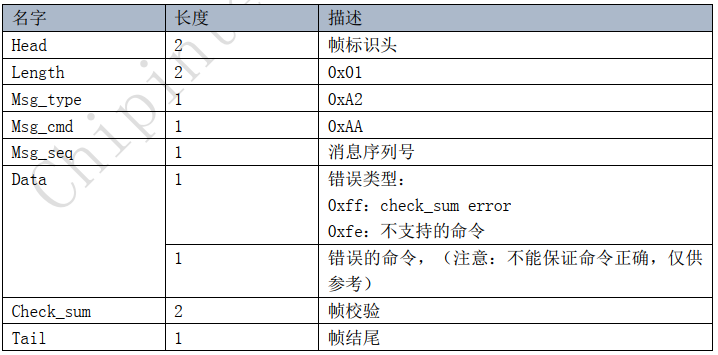 名字 长度 描述
Head 2 帧标识头
Length 2 0x01
Msg_type 1 0xA2
Msg_cmd 1 0xAA
Msg_seq 1 消息序列号
Data 1 错误类型:
0xff: check_sum error
0xfe: 不支持的命令
1 错误的命令，（注意：不能保证命令正确，仅供
参考）
Check_sum 2 帧校验
Tail 1 帧结尾
Chipint